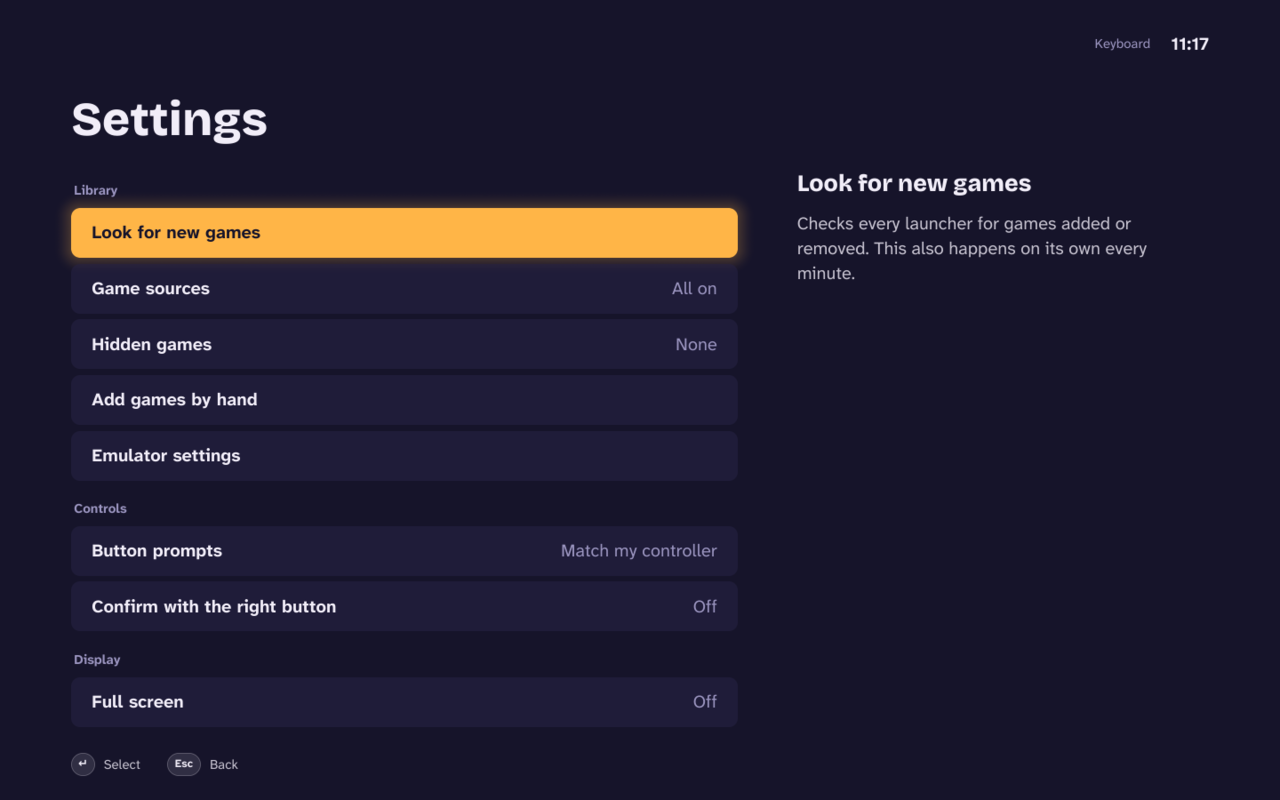 Keyboard 11:17
Settings
Library
Look for new games
Game sources All on
Hidden games None
Add games by hand
Emulator settings
Controls
Button prompts Match my controller
Confirm with the right button Off
Display
Full screen Off
Look for new games
Checks every launcher for games added or
removed. This also happens on its own every
minute.
↵ Select Esc Back